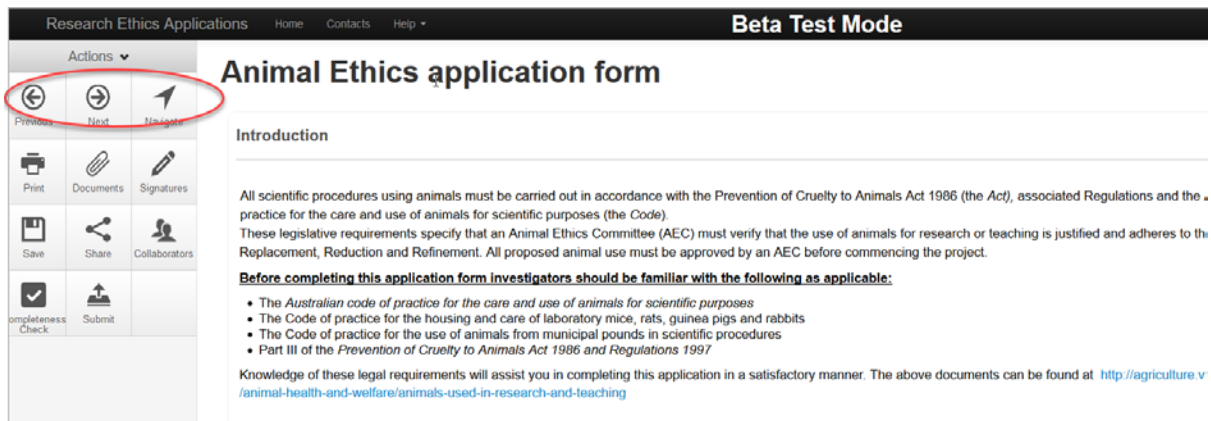 Research Ethics Applications Home Contacts Help Beta Test Mode
Actions
Animal Ethics application form
Previous Next Navigate
Introduction
Print Documents Signatures
All scientific procedures using animals must be carried out in accordance with the Prevention of Cruelty to Animals Act 1986 (the Act), associated Regulations and the
practice for the care and use of animals for scientific purposes (the Code).
These legislative requirements specify that an Animal Ethics Committee (AEC) must verify that the use of animals for research or teaching is justified and adheres to
Replacement, Reduction and Refinement. All proposed animal use must be approved by an AEC before commencing the project.
Save Share Collaborators
Before completing this application form investigators should be familiar with the following as applicable:
• The Australian code of practice for the care and use of animals for scientific purposes
• The Code of practice for the housing and care of laboratory mice, rats, guinea pigs and rabbits
• The Code of practice for the use of animals from municipal pounds in scientific procedures
• Part III of the Prevention of Cruelty to Animals Act 1986 and Regulations 1997
ompleteness Submit
Check
Knowledge of these legal requirements will assist you in completing this application in a satisfactory manner. The above documents can be found at http://agriculture.v
/animal-health-and-welfare/animals-used-in-research-and-teaching